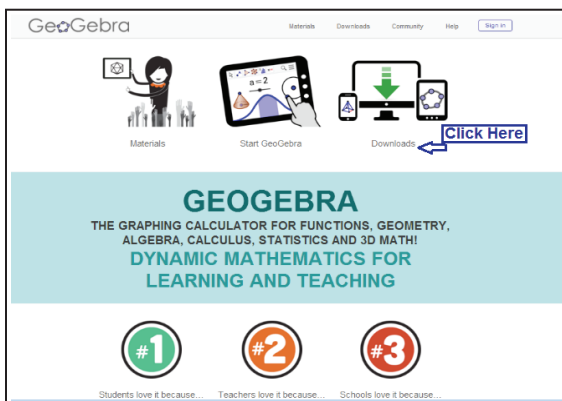 GeoGebra
Materials Downloads Community Help Sign in
a = 2
Materials Start GeoGebra Downloads
Click Here
GEOGEBRA
THE GRAPHING CALCULATOR FOR FUNCTIONS, GEOMETRY,
ALGEBRA, CALCULUS, STATISTICS AND 3D MATH!
DYNAMIC MATHEMATICS FOR
LEARNING AND TEACHING
#1 #2 #3
Students love it because... Teachers love it because... Schools love it because...